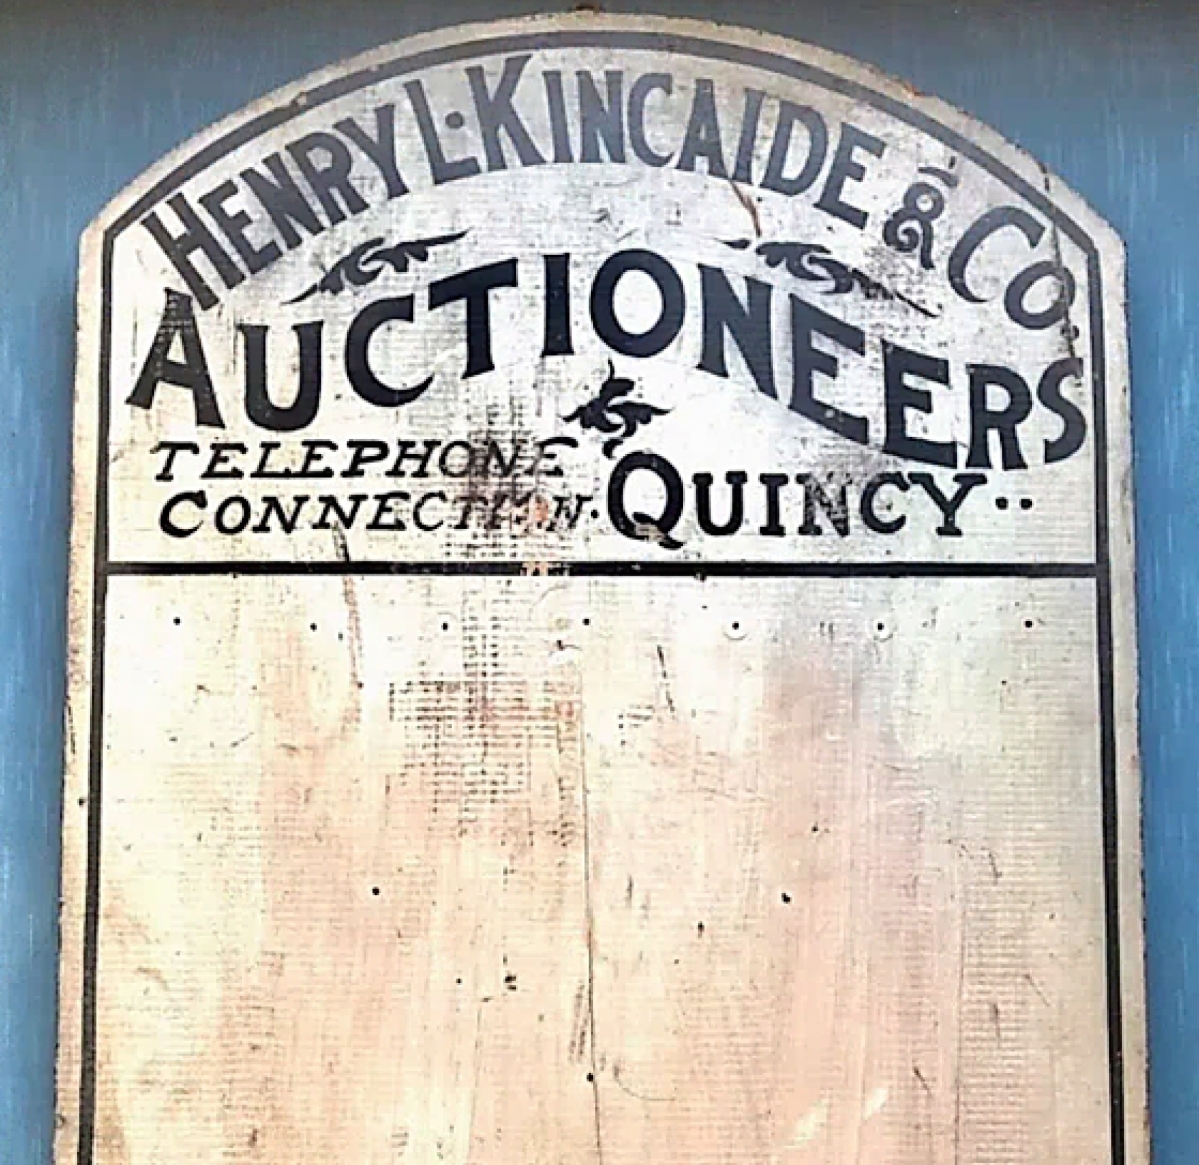 HENRY L. KINCAIDE & CO.
AUCTIONEERS
TELEPHONE
CONNECTION. QUINCY..